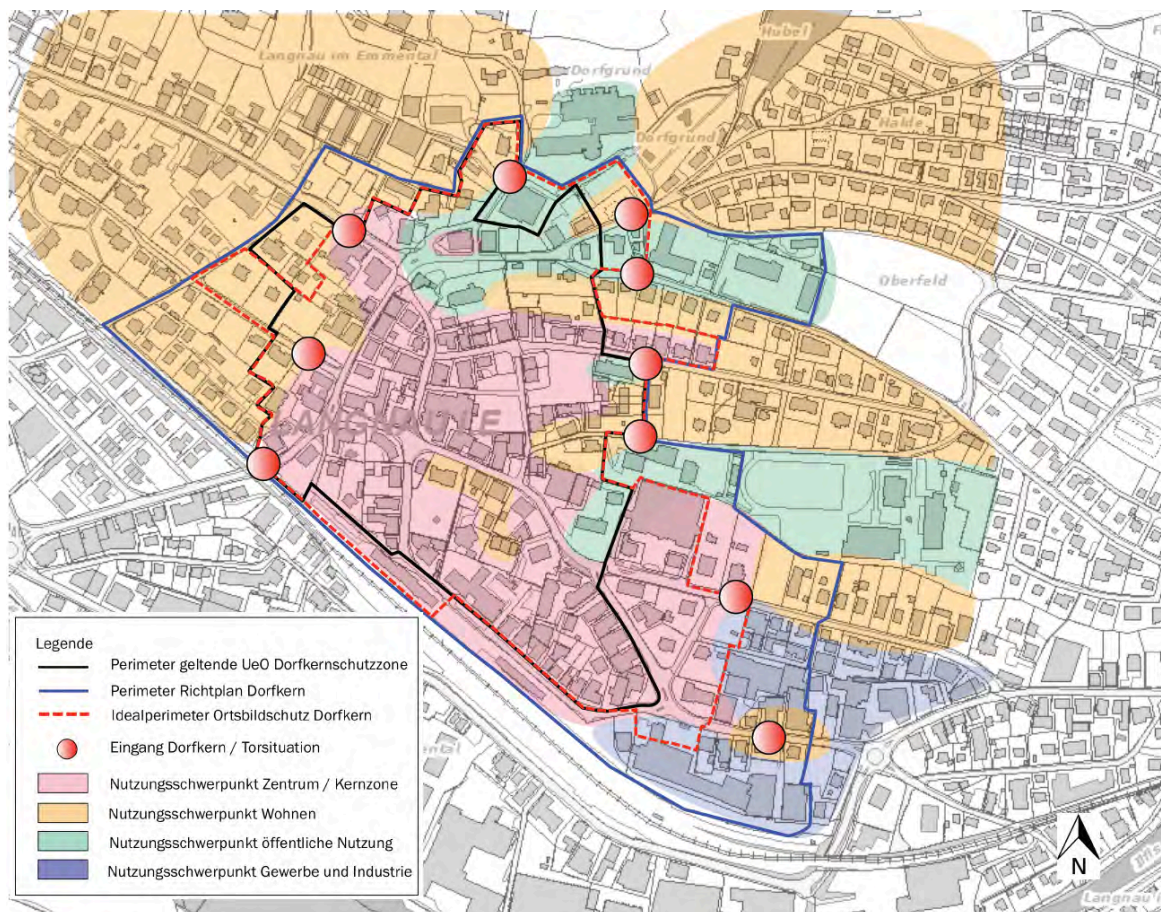 Hubel
Langnau im Emmental
Dorfgrund
Dorfgrund
Halde
Oberfeld
Legende
Perimeter geltende UeO Dorfkernschutzzone
Perimeter Richtplan Dorfkern
Idealperimeter Ortsbildschutz Dorfkern
Eingang Dorfkern / Torsituation
Nutzungsschwerpunkt Zentrum / Kernzone
Nutzungsschwerpunkt Wohnen
Nutzungsschwerpunkt öffentliche Nutzung
Nutzungsschwerpunkt Gewerbe und Industrie
N